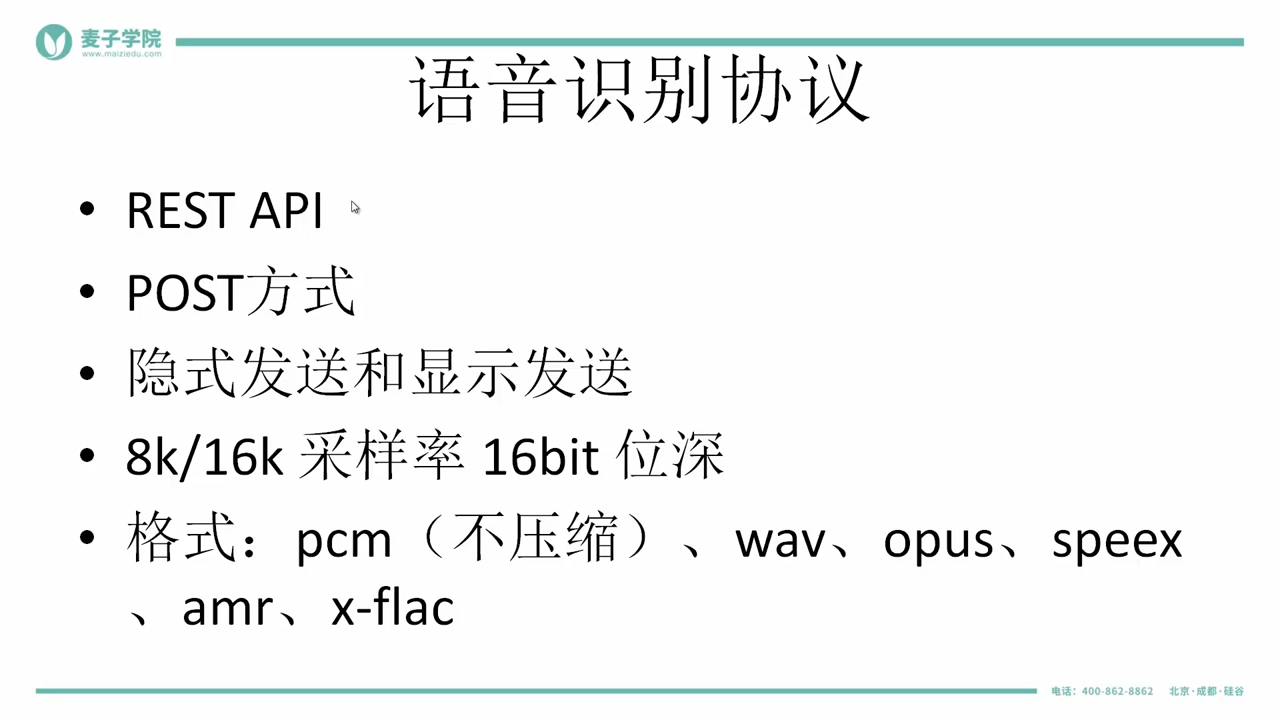 麦子学院
www.maiziedu.com
语音识别协议
• REST API
• POST方式
• 隐式发送和显示发送
• 8k/16k 采样率 16bit 位深
• 格式：pcm（不压缩）、wav、opus、speex
、amr、x-flac
电话：400-862-8862 北京·成都·硅谷